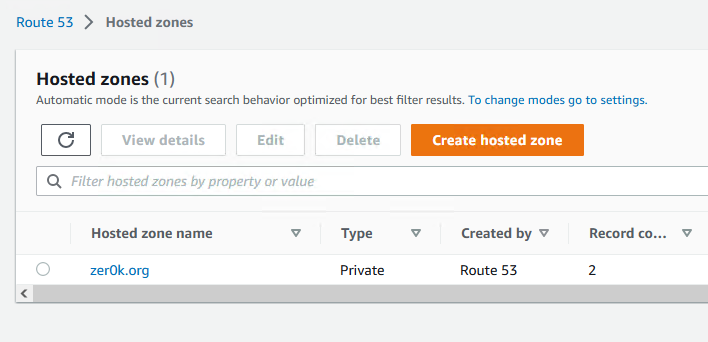 Route 53 > Hosted zones
Hosted zones (1)
Automatic mode is the current search behavior optimized for best filter results. To change modes go to settings.
View details Edit Delete Create hosted zone
Filter hosted zones by property or value
Hosted zone name Type Created by Record co...
zer0k.org Private Route 53 2